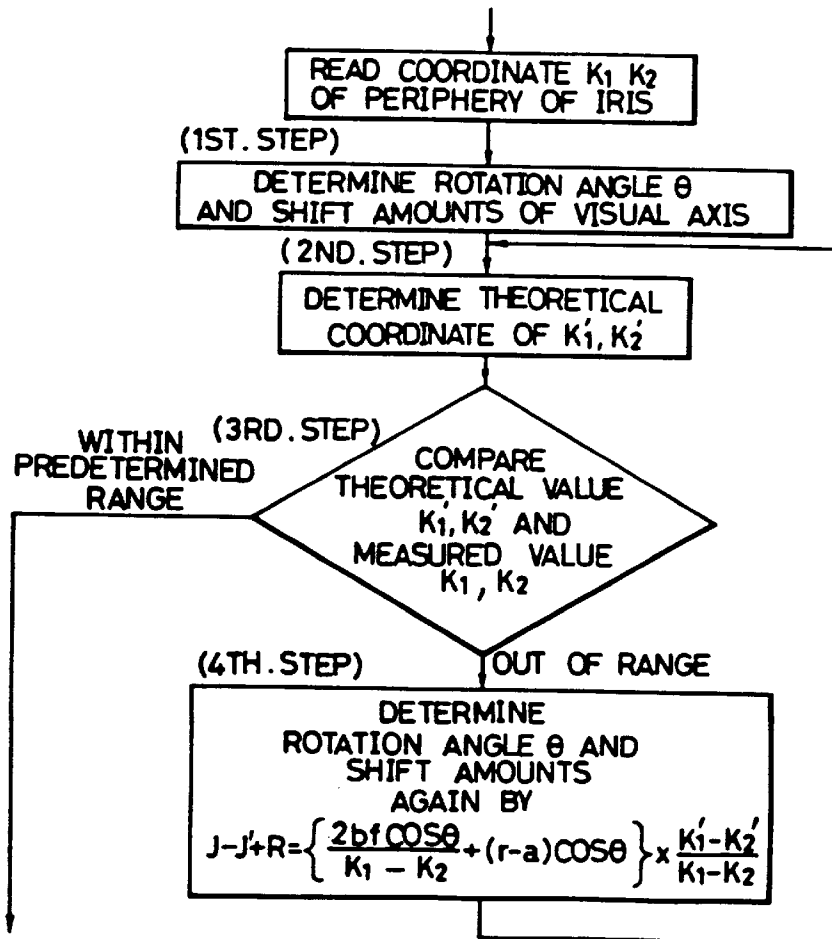 READ COORDINATE K₁ K₂
OF PERIPHERY OF IRIS
(1ST.STEP)
DETERMINE ROTATION ANGLE θ
AND SHIFT AMOUNTS OF VISUAL AXIS
(2ND.STEP)
DETERMINE THEORETICAL
COORDINATE OF K₁', K₂'
(3RD.STEP)
WITHIN
PREDETERMINED
RANGE
COMPARE
THEORETICAL VALUE
K₁', K₂' AND
MEASURED VALUE
K₁, K₂
(4TH.STEP)
OUT OF RANGE
DETERMINE
ROTATION ANGLE θ AND
SHIFT AMOUNTS
AGAIN BY
J-J'+R={2bf COSθ/(K₁ - K₂)+(r-a)COSθ}x(K₁'-K₂')/(K₁-K₂)